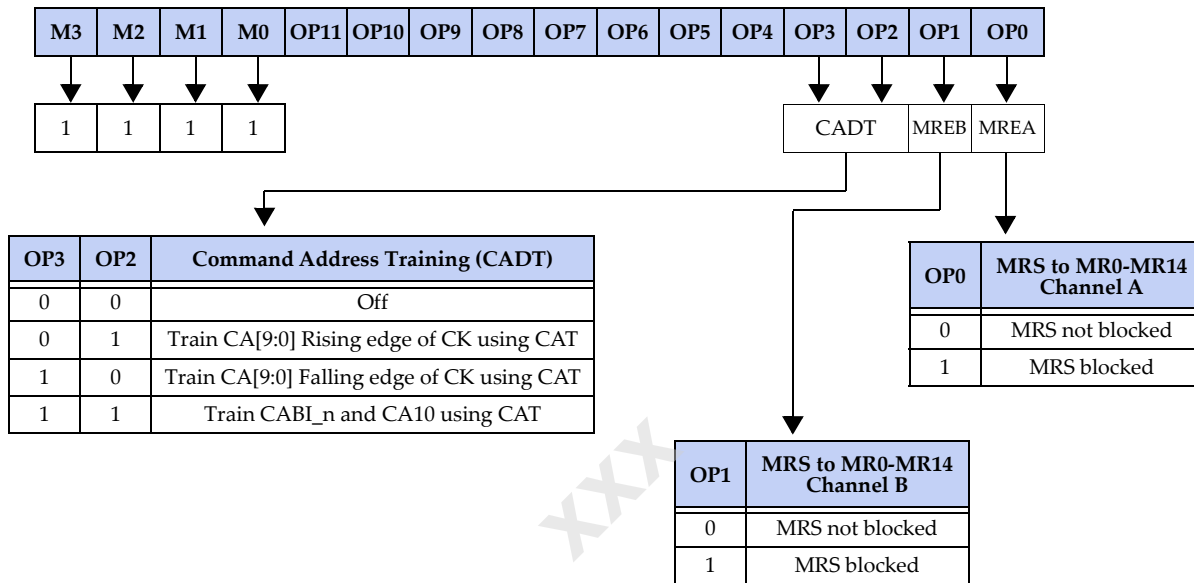 M3 M2 M1 M0 OP11 OP10 OP9 OP8 OP7 OP6 OP5 OP4 OP3 OP2 OP1 OP0
1 1 1 1 CADT MREB MREA
OP3 OP2 Command Address Training (CADT)
0 0 Off
0 1 Train CA[9:0] Rising edge of CK using CAT
1 0 Train CA[9:0] Falling edge of CK using CAT
1 1 Train CABI_n and CA10 using CAT
OP0 MRS to MR0-MR14
Channel A
0 MRS not blocked
1 MRS blocked
xxx
OP1 MRS to MR0-MR14
Channel B
0 MRS not blocked
1 MRS blocked